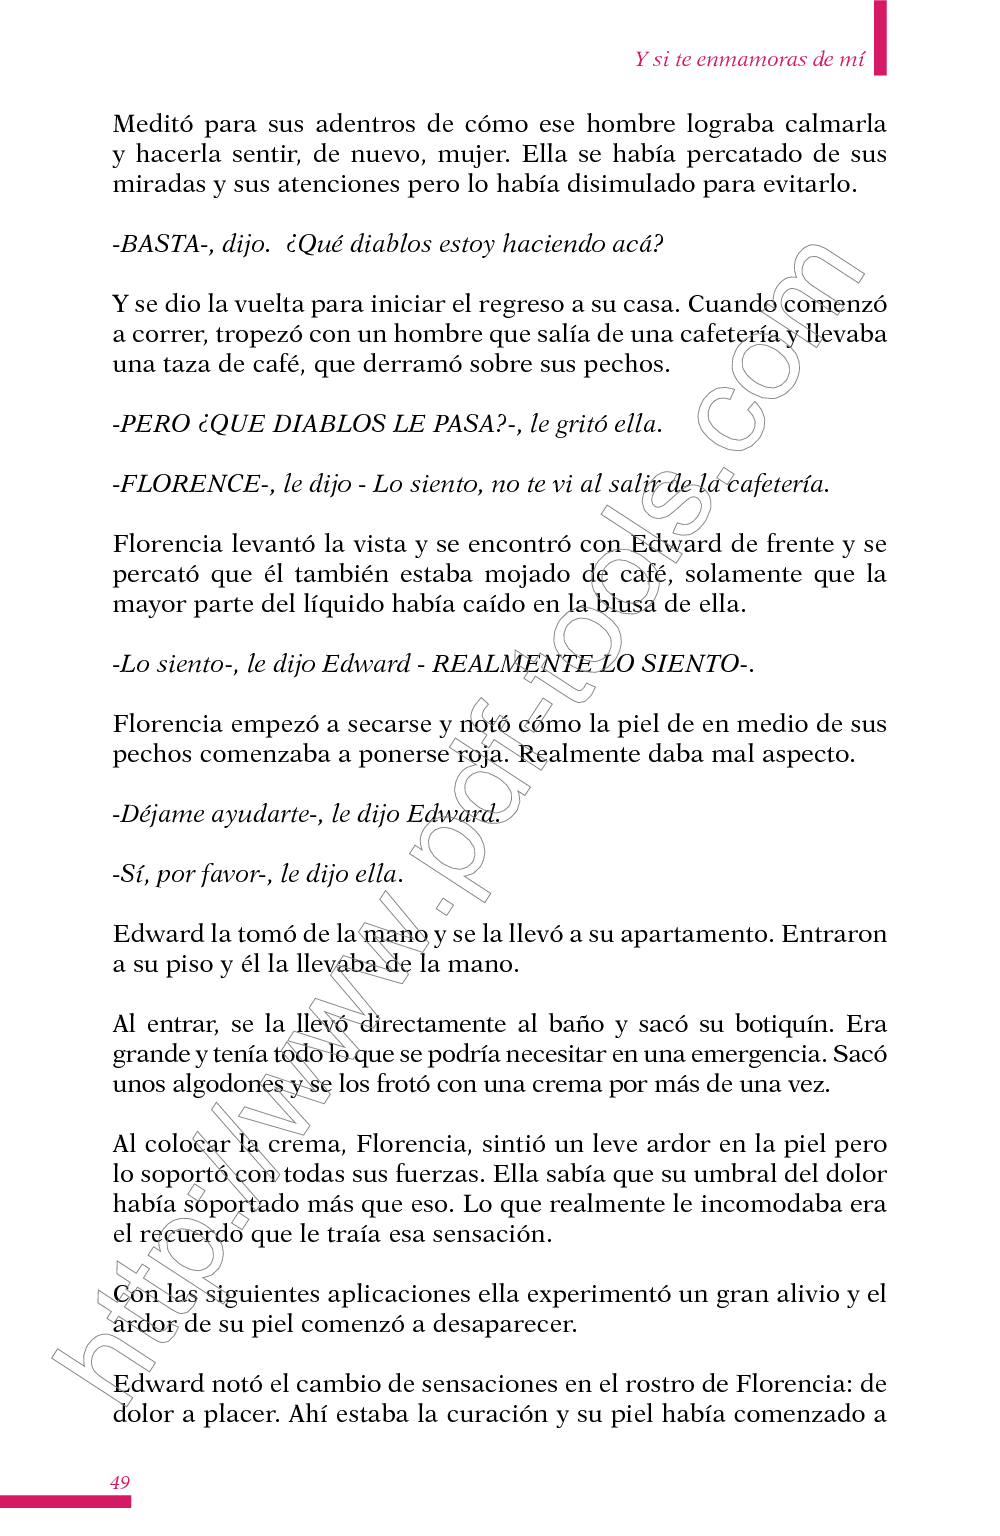 Y si te enmamoras de mí
Meditó para sus adentros de cómo ese hombre lograba calmarla
y hacerla sentir, de nuevo, mujer. Ella se había percatado de sus
miradas y sus atenciones pero lo había disimulado para evitarlo.
-BASTA-, dijo.  ¿Qué diablos estoy haciendo acá?
Y se dio la vuelta para iniciar el regreso a su casa. Cuando comenzó
a correr, tropezó con un hombre que salía de una cafetería y llevaba
una taza de café, que derramó sobre sus pechos.
-PERO ¿QUE DIABLOS LE PASA?-, le gritó ella.
-FLORENCE-, le dijo - Lo siento, no te vi al salir de la cafetería.
Florencia levantó la vista y se encontró con Edward de frente y se
percató que él también estaba mojado de café, solamente que la
mayor parte del líquido había caído en la blusa de ella.
-Lo siento-, le dijo Edward - REALMENTE LO SIENTO-.
Florencia empezó a secarse y notó cómo la piel de en medio de sus
pechos comenzaba a ponerse roja. Realmente daba mal aspecto.
-Déjame ayudarte-, le dijo Edward.
-Sí, por favor-, le dijo ella.
Edward la tomó de la mano y se la llevó a su apartamento. Entraron
a su piso y él la llevaba de la mano.
Al entrar, se la llevó directamente al baño y sacó su botiquín. Era
grande y tenía todo lo que se podría necesitar en una emergencia. Sacó
unos algodones y se los frotó con una crema por más de una vez.
Al colocar la crema, Florencia, sintió un leve ardor en la piel pero
lo soportó con todas sus fuerzas. Ella sabía que su umbral del dolor
había soportado más que eso. Lo que realmente le incomodaba era
el recuerdo que le traía esa sensación.
Con las siguientes aplicaciones ella experimentó un gran alivio y el
ardor de su piel comenzó a desaparecer.
Edward notó el cambio de sensaciones en el rostro de Florencia: de
dolor a placer. Ahí estaba la curación y su piel había comenzado a
49
http://www.pdf-tools.com